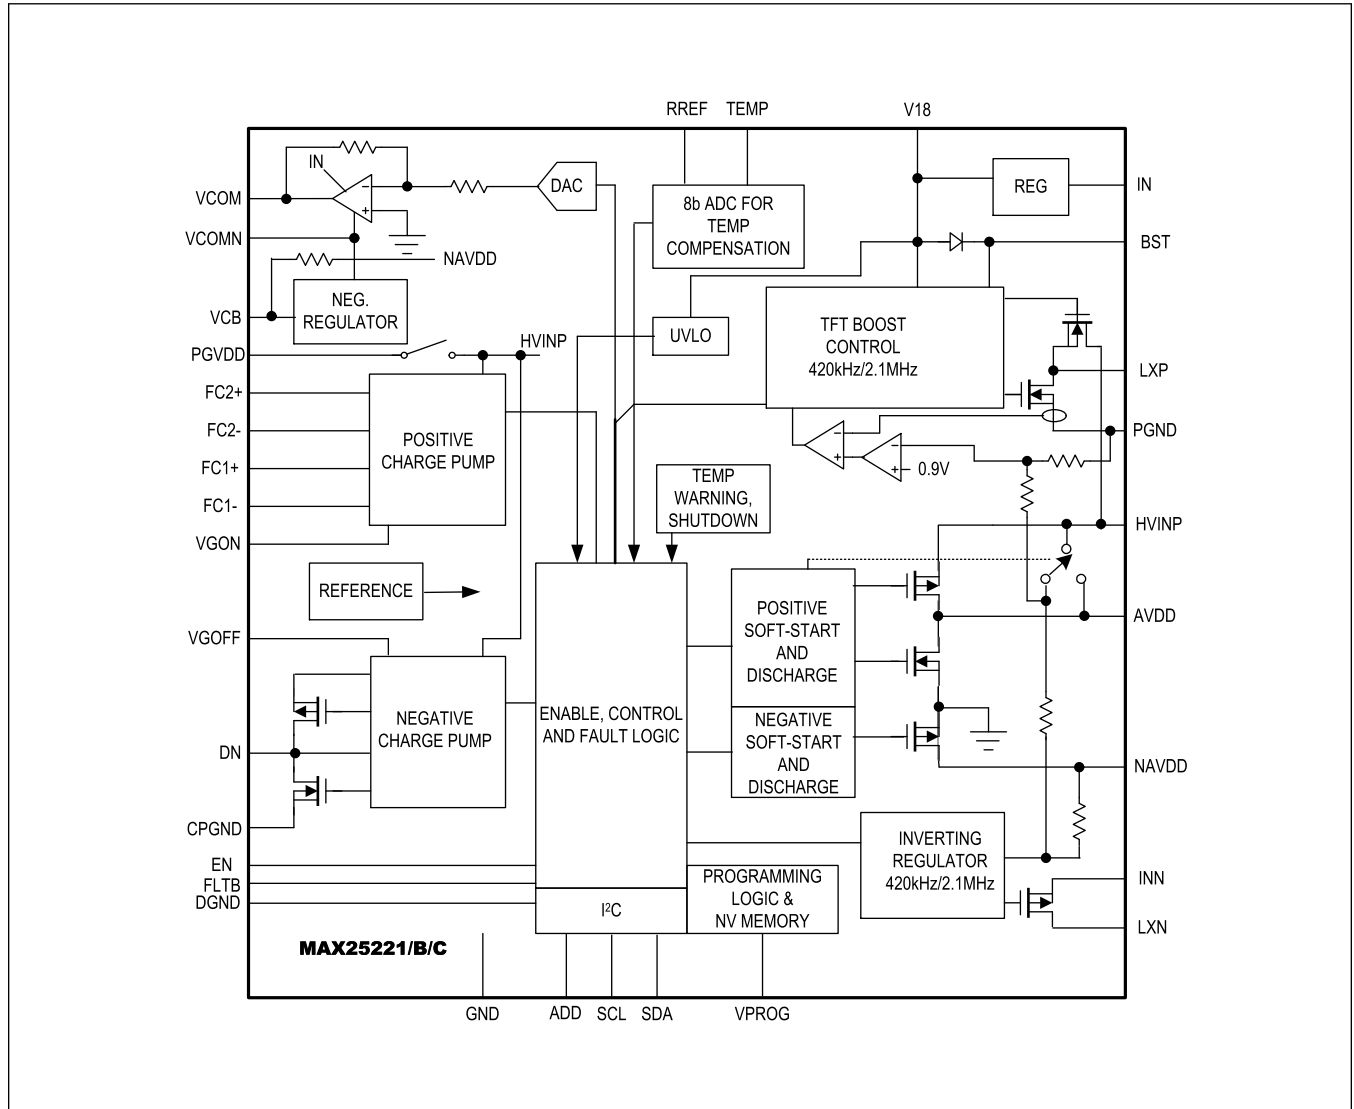 RREF TEMP V18
IN
VCOM
VCOMN
NAVDD
VCB
PGVDD
FC2+
FC2-
FC1+
FC1-
VGON
VGOFF
DN
CPGND
EN
FLTB
DGND
DAC
NEG.
REGULATOR
HVINP
POSITIVE
CHARGE PUMP
REFERENCE
NEGATIVE
CHARGE PUMP
8b ADC FOR
TEMP
COMPENSATION
UVLO
TEMP
WARNING,
SHUTDOWN
ENABLE, CONTROL
AND FAULT LOGIC
I²C
REG
TFT BOOST
CONTROL
420kHz/2.1MHz
-
+
-
+
-
+
0.9V
POSITIVE
SOFT-START
AND
DISCHARGE
NEGATIVE
SOFT-START
AND
DISCHARGE
INVERTING
REGULATOR
420kHz/2.1MHz
PROGRAMMING
LOGIC &
NV MEMORY
IN
BST
LXP
PGND
HVINP
AVDD
NAVDD
INN
LXN
MAX25221/B/C
GND ADD SCL SDA VPROG